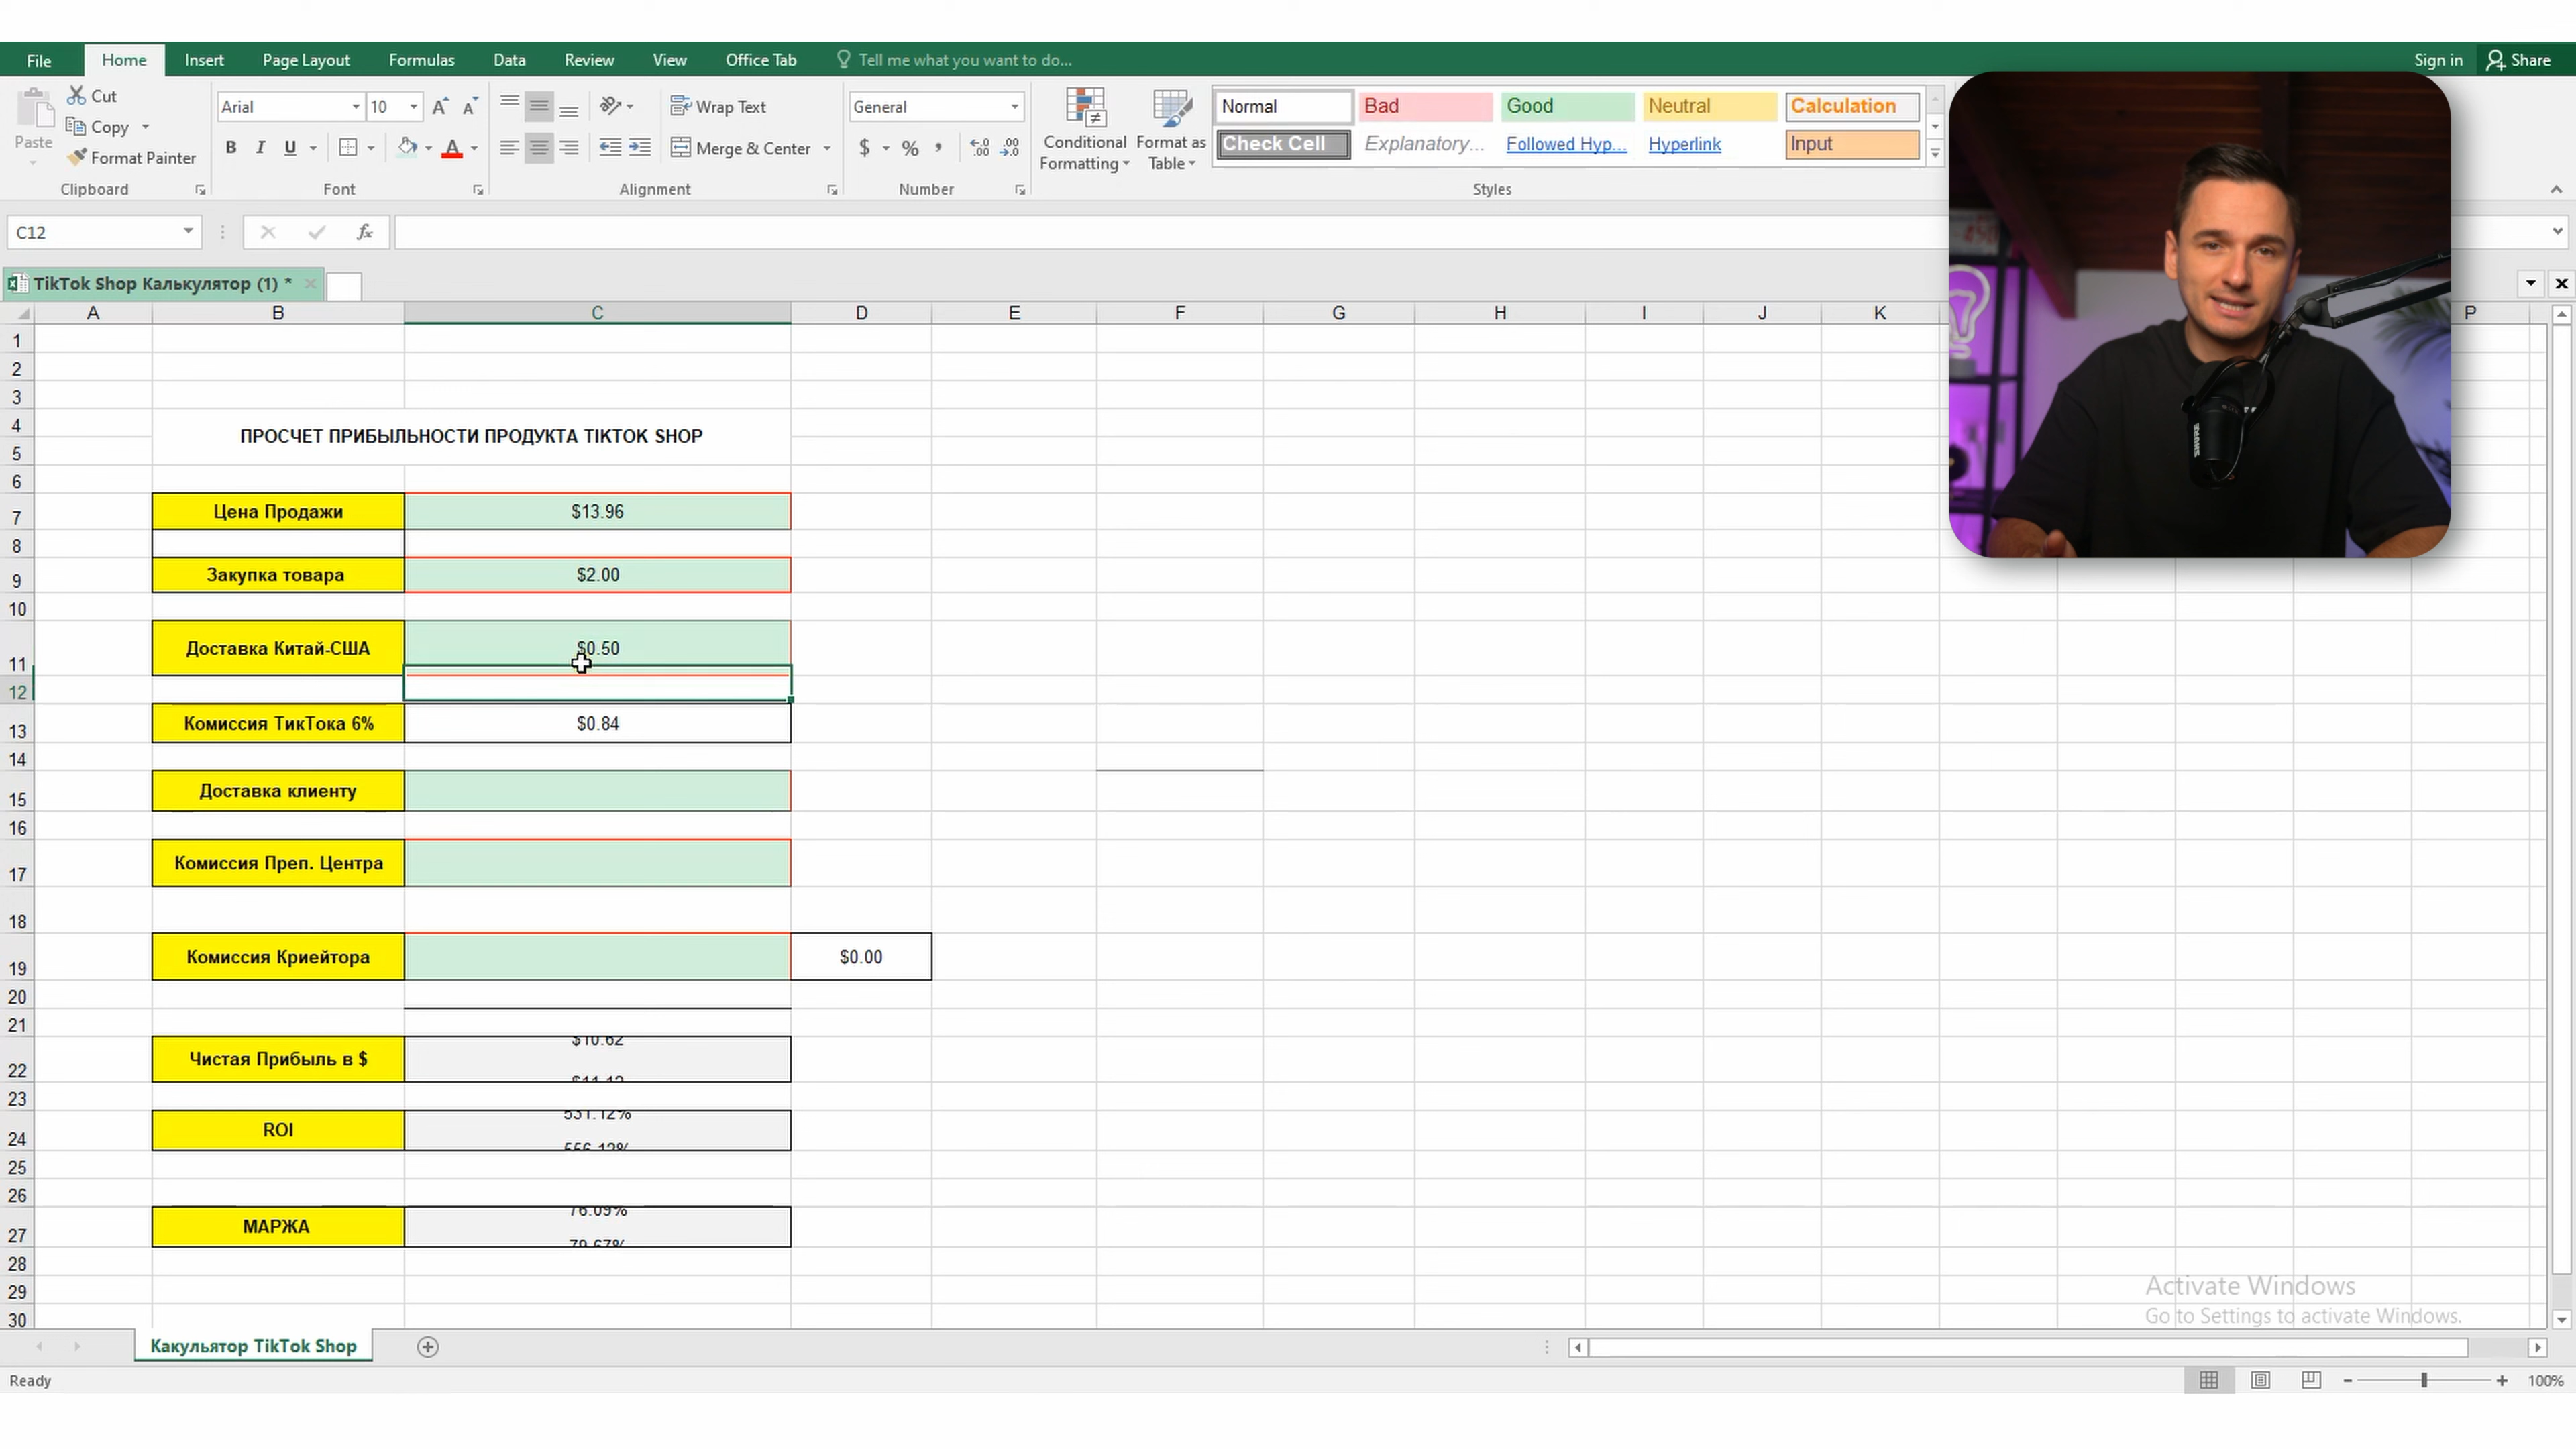 File Home Insert Page Layout Formulas Data Review View Office Tab Tell me what you want to do... Sign in Share
Cut
Copy
Format Painter
Paste
Clipboard
Arial 10
B I U
Font
Wrap Text
Merge & Center
Alignment
General
$ % ,
Number
Conditional Formatting
Format as Table
Normal Bad Good Neutral Calculation
Check Cell Explanatory... Followed Hyp... Hyperlink Input
Styles
C12 fx
TikTok Shop Калькулятор (1) *
A B C D E F G H I J K P
1
2
3
4
ПРОСЧЕТ ПРИБЫЛЬНОСТИ ПРОДУКТА TIKTOK SHOP
5
6
7 Цена Продажи $13.96
8
9 Закупка товара $2.00
10
11 Доставка Китай-США $0.50
12
13 Комиссия ТикТока 6% $0.84
14
15 Доставка клиенту
16
17 Комиссия Преп. Центра
18
19 Комиссия Криейтора $0.00
20
21
22 Чистая Прибыль в $ $10.62
$11.12
23
24 ROI 531.12%
556.12%
25
26
27 МАРЖА 76.09%
79.67%
28
29
30
Activate Windows
Go to Settings to activate Windows.
Какульятор TikTok Shop
Ready 100%